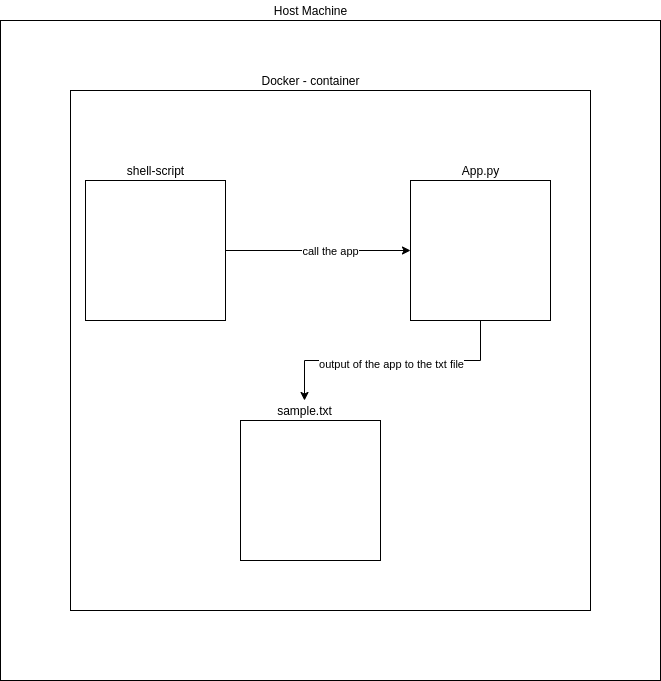 Host Machine
Docker - container
shell-script
App.py
call the app
output of the app to the txt file
sample.txt